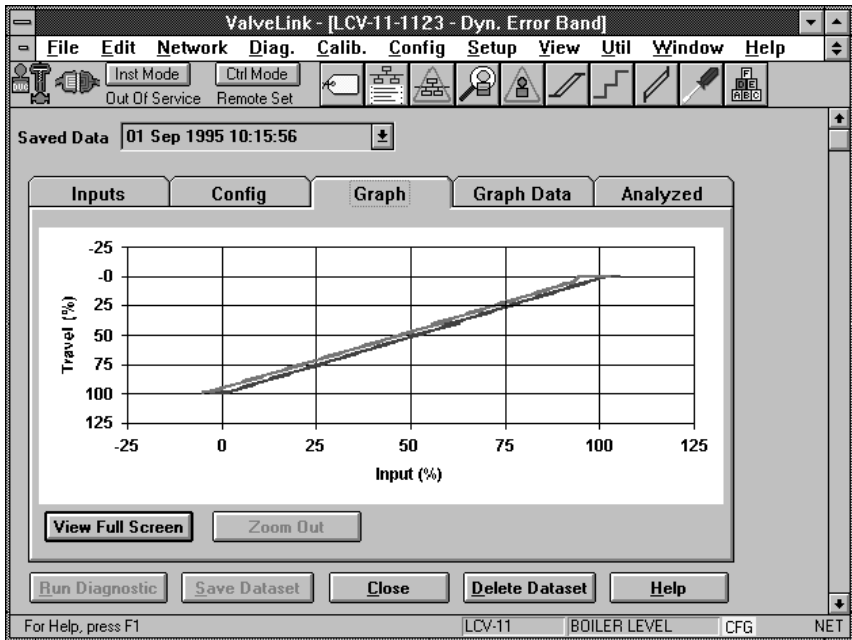 ValveLink - [LCV-11-1123 - Dyn. Error Band]
File Edit Network Diag. Calib. Config Setup View Util Window Help
DVC Inst Mode Ctrl Mode
Out Of Service Remote Set
F
D E
A B C
Saved Data 01 Sep 1995 10:15:56
Inputs Config Graph Graph Data Analyzed
-25
-0
25
50
75
100
125
Travel (%)
-25 0 25 50 75 100 125
Input (%)
View Full Screen Zoom Out
Run Diagnostic Save Dataset Close Delete Dataset Help
For Help, press F1 LCV-11 BOILER LEVEL CFG NET